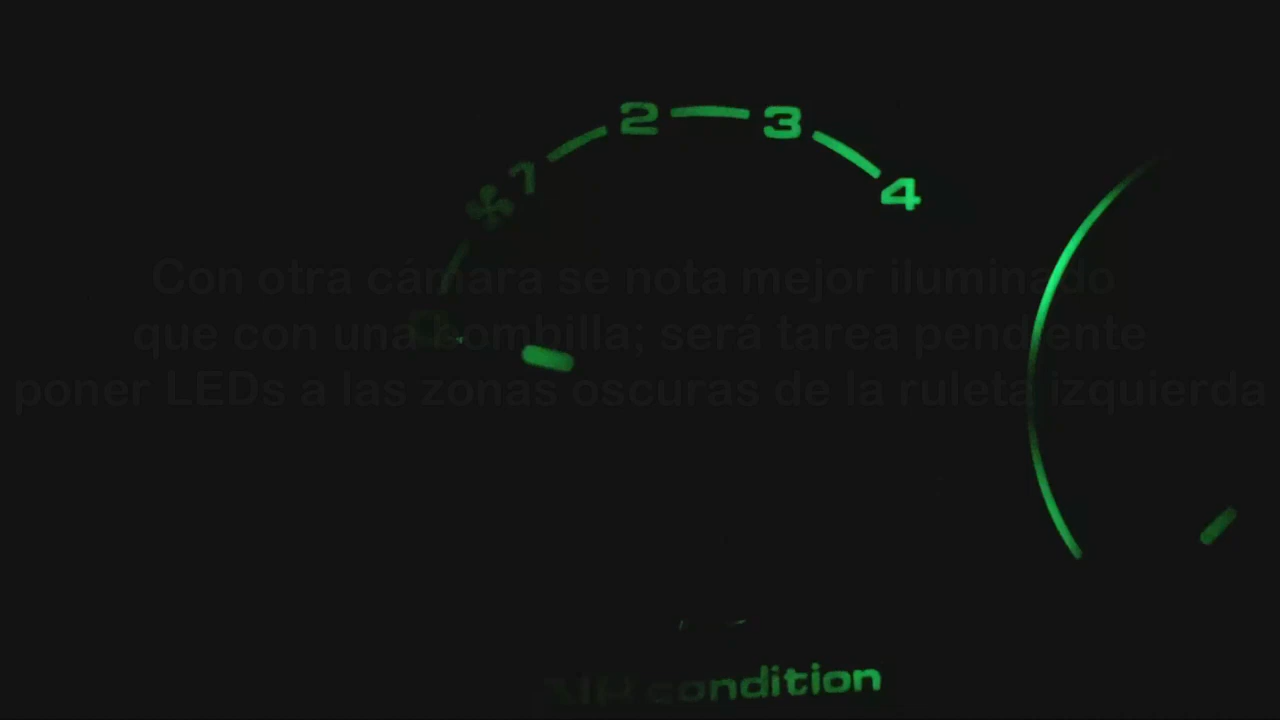 2 3
1
4
Con otra cámara se nota mejor iluminado
que con una bombilla; será tarea pendiente
poner LEDs a las zonas oscuras de la ruleta izquierda
AIR condition